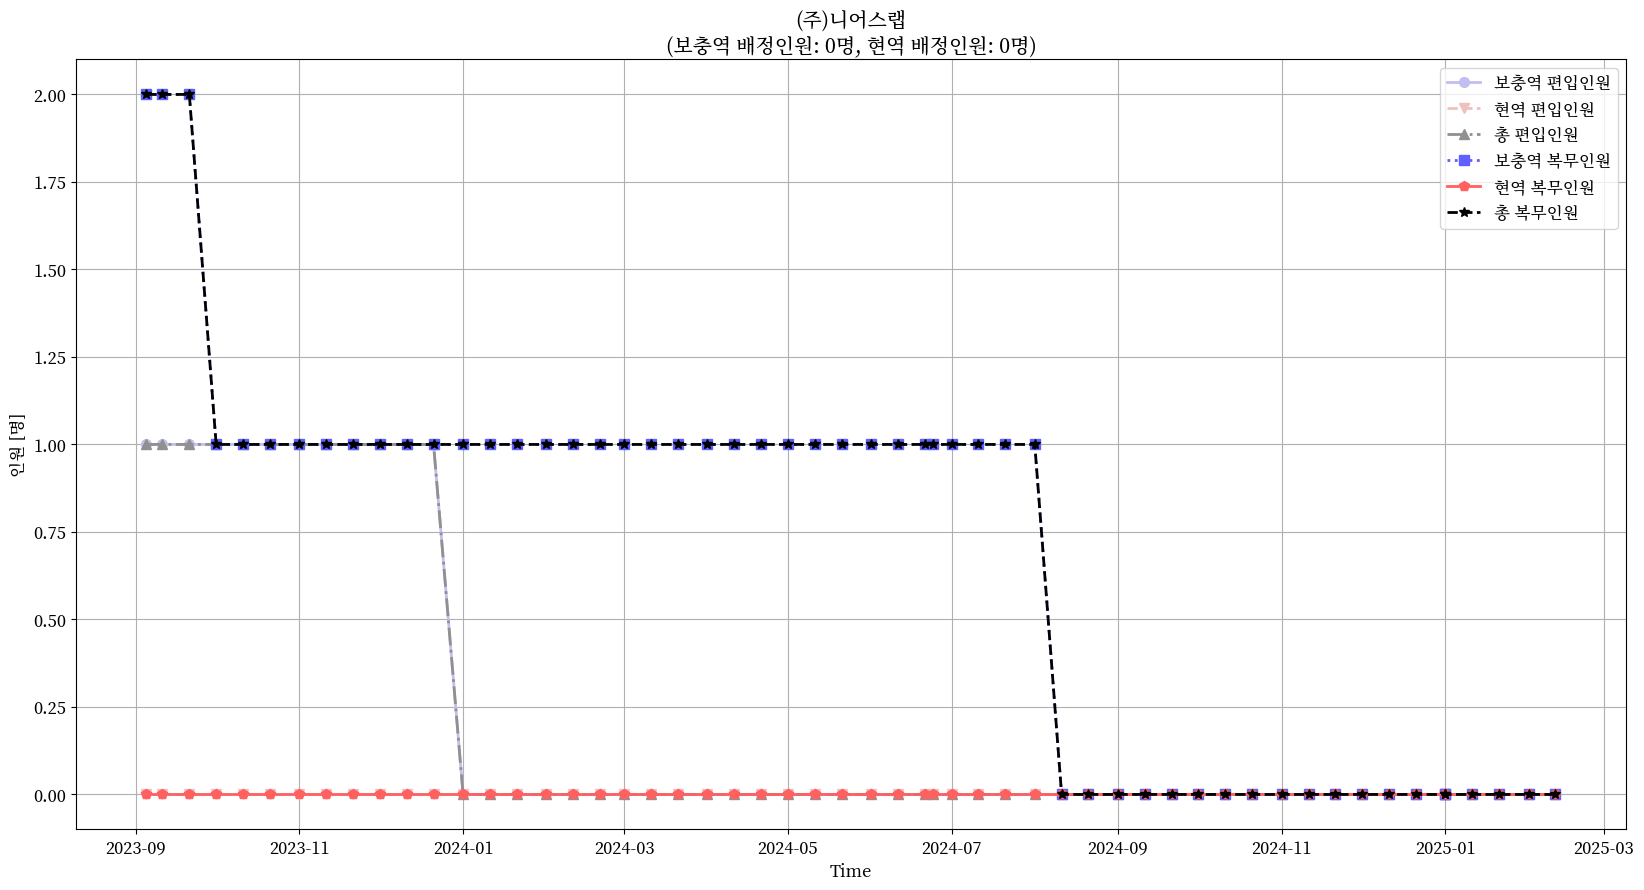 (주)니어스랩
(보충역 배정인원: 0명, 현역 배정인원: 0명)
보충역 편입인원
현역 편입인원
총 편입인원
보충역 복무인원
현역 복무인원
총 복무인원
인원 [명]
2.00
1.75
1.50
1.25
1.00
0.75
0.50
0.25
0.00
2023-09 2023-11 2024-01 2024-03 2024-05 2024-07 2024-09 2024-11 2025-01 2025-03
Time